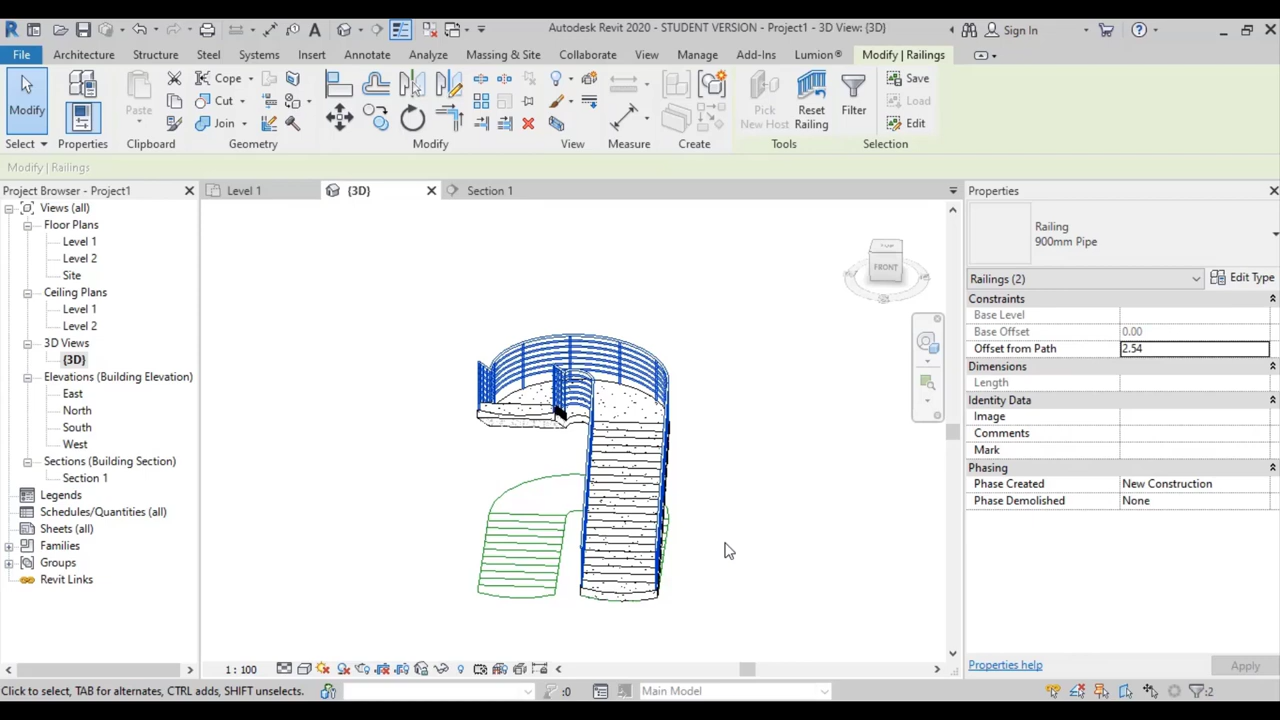 Autodesk Revit 2020 - STUDENT VERSION - Project1 - 3D View: {3D}
Sign In
File Architecture Structure Steel Systems Insert Annotate Analyze Massing & Site Collaborate View Manage Add-Ins Lumion® Modify | Railings
Modify
Paste
Cope
Cut
Join
Pick New Host
Reset Railing
Filter
Save
Load
Edit
Select Properties Clipboard Geometry Modify View Measure Create Tools Selection
Modify | Railings
Project Browser - Project1
Level 1
{3D}
Section 1
Views (all)
Floor Plans
Level 1
Level 2
Site
Ceiling Plans
Level 1
Level 2
3D Views
{3D}
Elevations (Building Elevation)
East
North
South
West
Sections (Building Section)
Section 1
Legends
Schedules/Quantities (all)
Sheets (all)
Families
Groups
Revit Links
FRONT
Properties
Railing
900mm Pipe
Railings (2)
Edit Type
Constraints
Base Level
Base Offset 0.00
Offset from Path 2.54
Dimensions
Length
Identity Data
Image
Comments
Mark
Phasing
Phase Created New Construction
Phase Demolished None
Properties help
Apply
1 : 100
Click to select, TAB for alternates, CTRL adds, SHIFT unselects.
:0
Main Model
:2